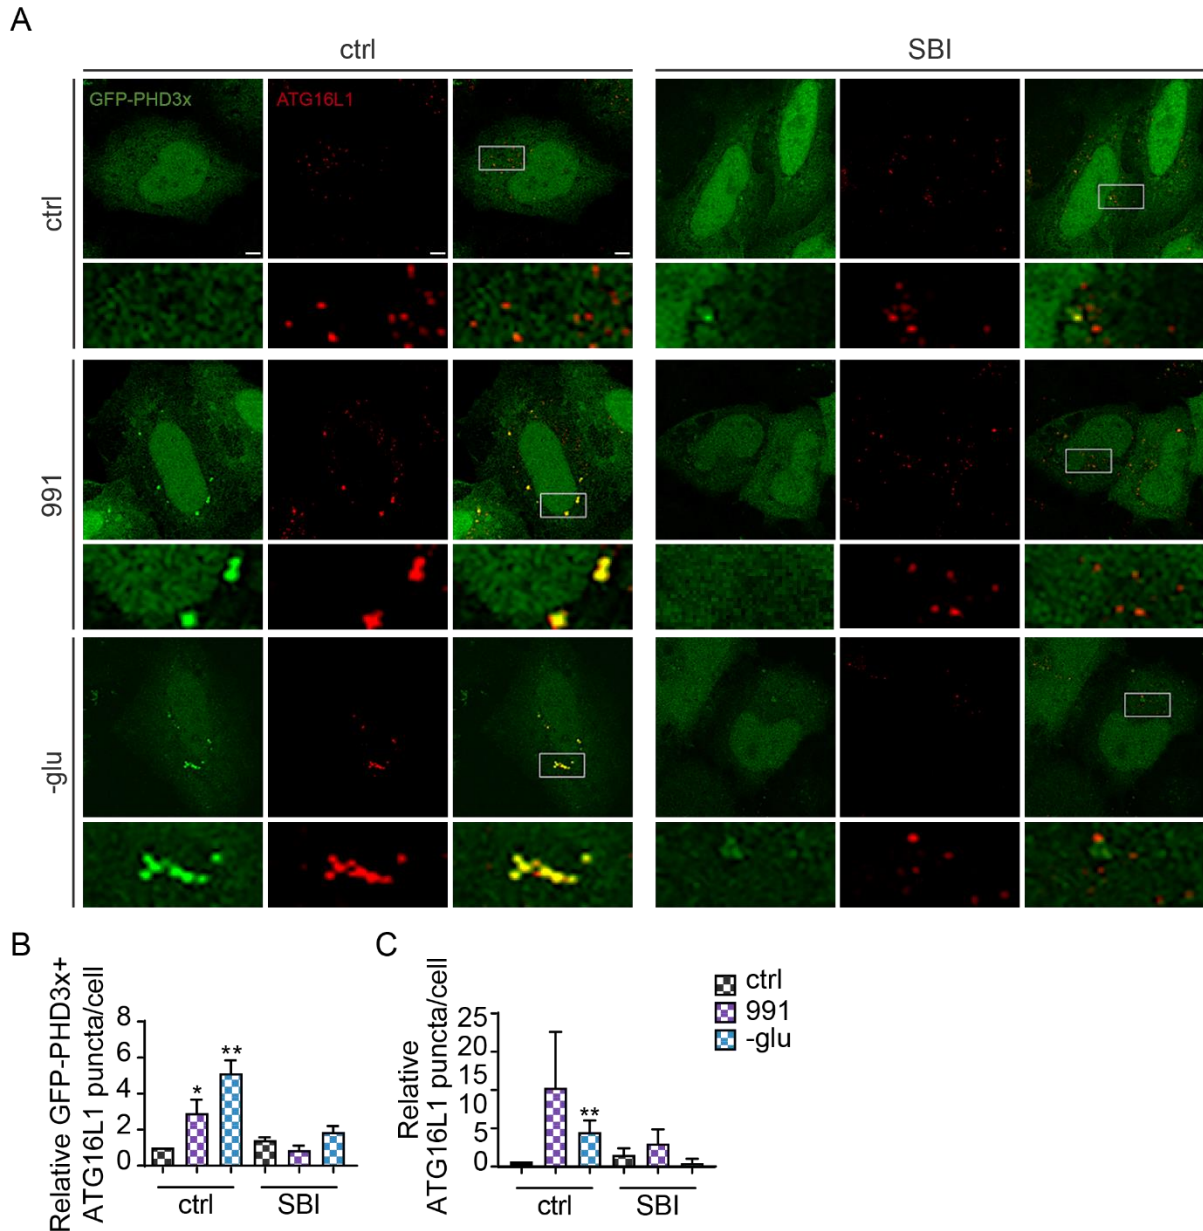 A
ctrl
SBI
GFP-PHD3x
ATG16L1
ctrl
991
-glu
B
Relative GFP-PHD3x+
ATG16L1 puncta/cell
8
6
4
2
0
*
**
ctrl
SBI
C
Relative
ATG16L1 puncta/cell
25
20
15
10
5
0
**
ctrl
SBI
ctrl
991
-glu